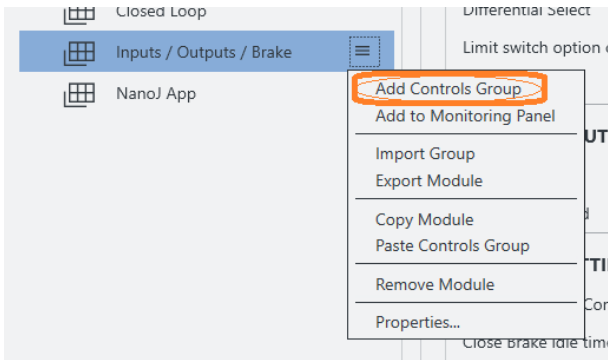 Closed Loop
Differential Select
Inputs / Outputs / Brake
Limit switch option
NanoJ App
Add Controls Group
Add to Monitoring Panel
Import Group
Export Module
Copy Module
Paste Controls Group
Remove Module
Properties...
Close Brake Idle time